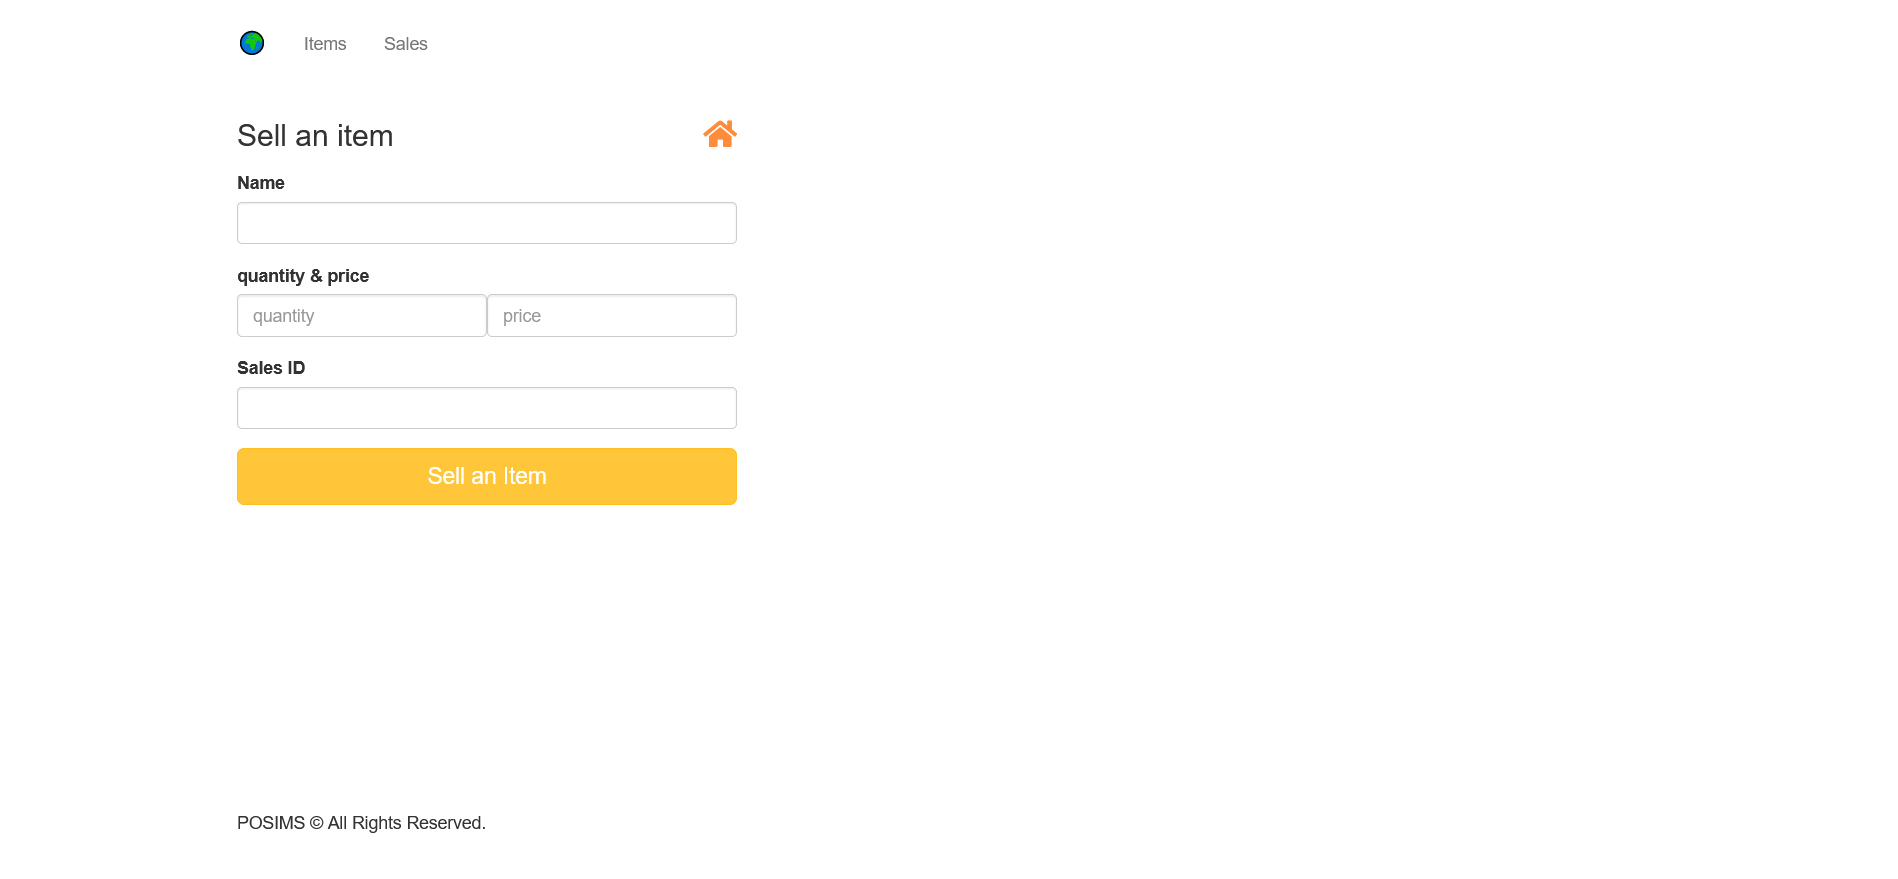 Items Sales
Sell an item
Name
quantity & price
quantity price
Sales ID
Sell an Item
POSIMS © All Rights Reserved.